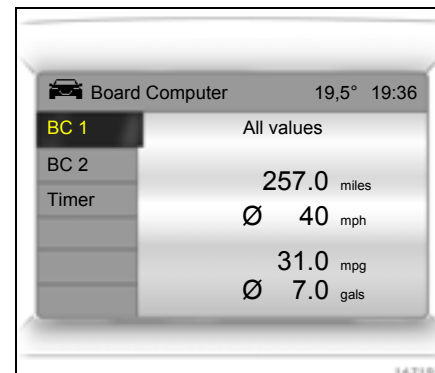 Board Computer 19,5° 19:36
BC 1 All values
BC 2
257.0 miles
Timer
Ø 40 mph
31.0 mpg
Ø 7.0 gals